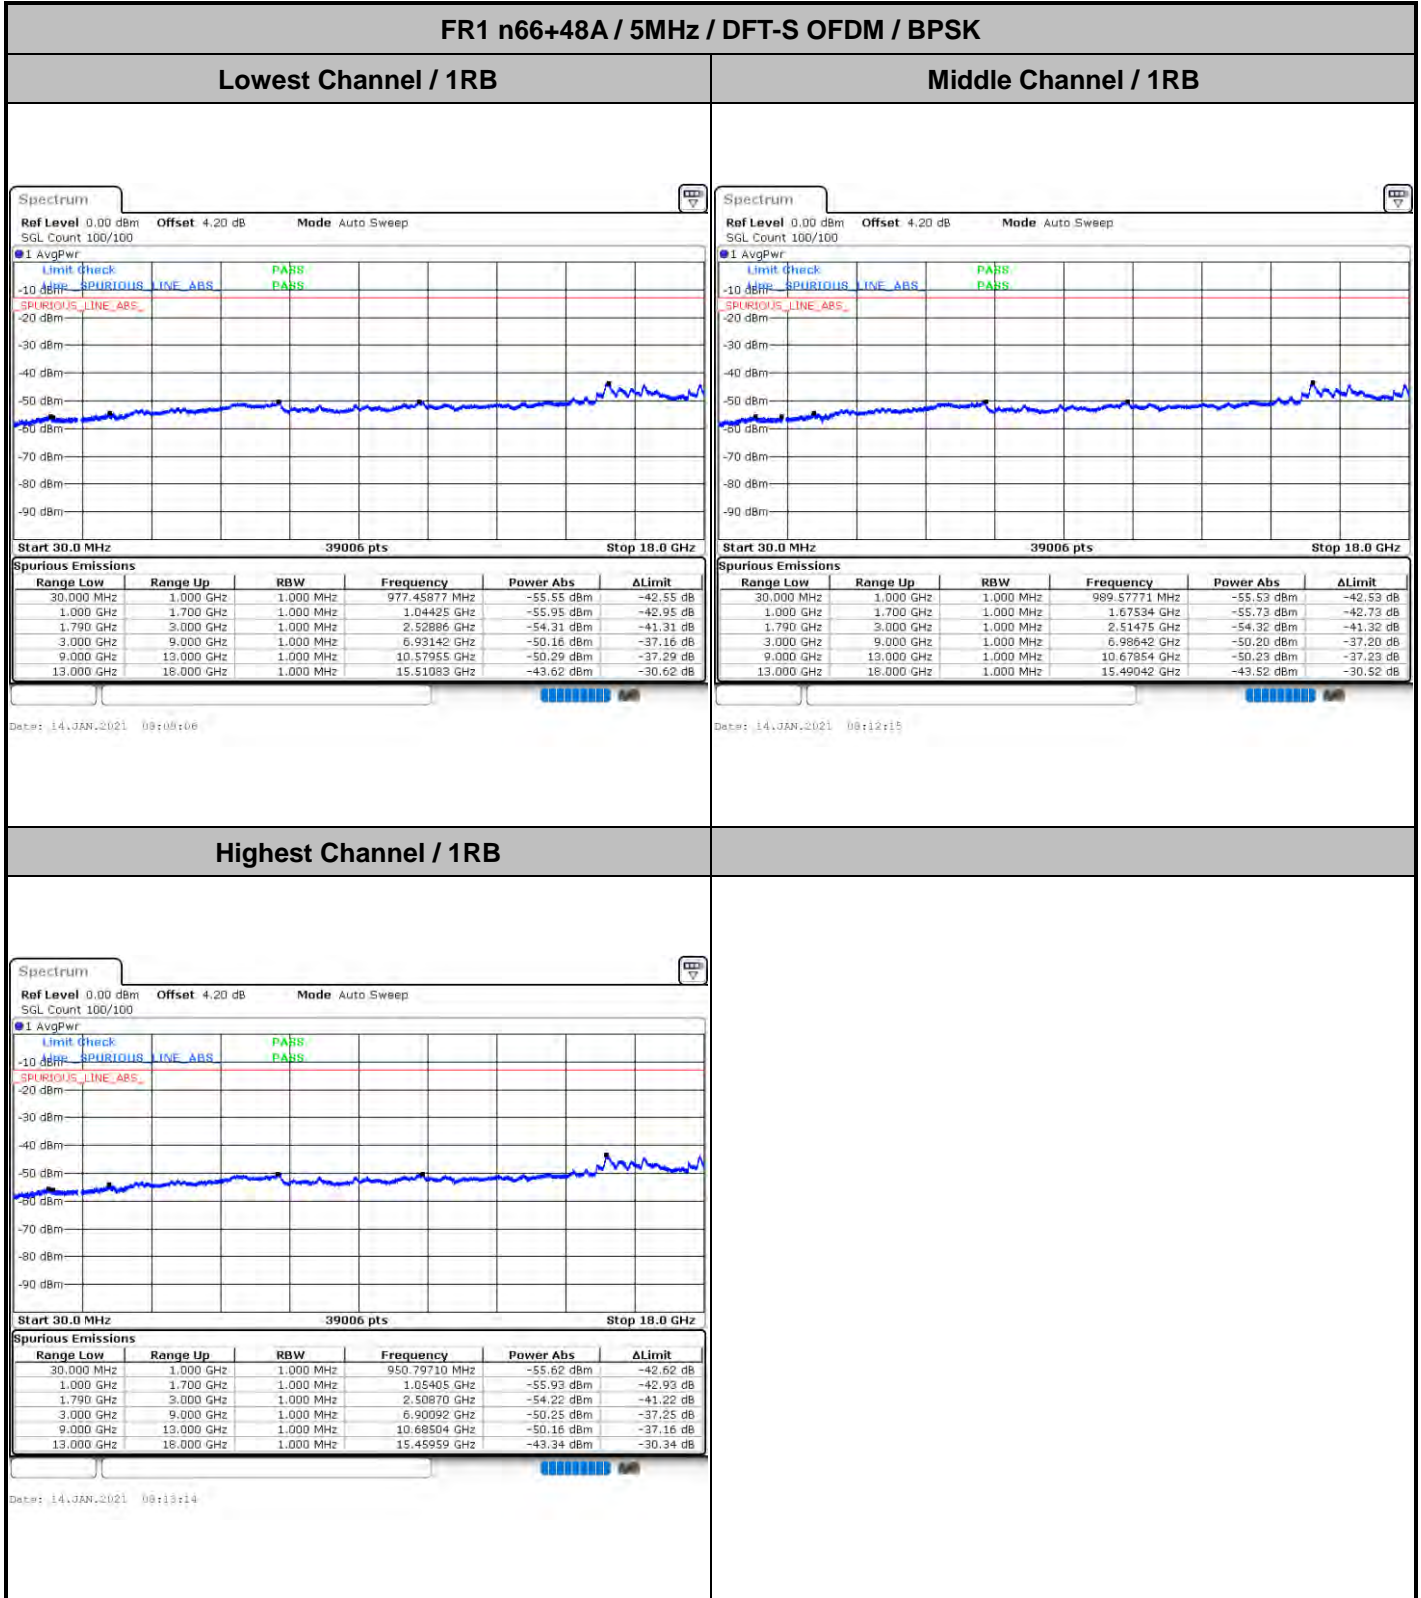 FR1 n66+48A / 5MHz / DFT-S OFDM / BPSK
Lowest Channel / 1RB
Middle Channel / 1RB
Spectrum
Ref Level 0.00 dBm Offset 4.20 dB Mode Auto Sweep
SGL Count 100/100
1 AvgPwr
Limit Check PASS
Line _SPURIOUS_LINE_ABS_ PASS
_SPURIOUS_LINE_ABS_
-10 dBm
-20 dBm
-30 dBm
-40 dBm
-50 dBm
-60 dBm
-70 dBm
-80 dBm
-90 dBm
Start 30.0 MHz 39006 pts Stop 18.0 GHz
Spurious Emissions
Range Low Range Up RBW Frequency Power Abs ΔLimit
30.000 MHz 1.000 GHz 1.000 MHz 977.45877 MHz -55.55 dBm -42.55 dB
1.000 GHz 1.700 GHz 1.000 MHz 1.04425 GHz -55.95 dBm -42.95 dB
1.790 GHz 3.000 GHz 1.000 MHz 2.52886 GHz -54.31 dBm -41.31 dB
3.000 GHz 9.000 GHz 1.000 MHz 6.93142 GHz -50.16 dBm -37.16 dB
9.000 GHz 13.000 GHz 1.000 MHz 10.57955 GHz -50.29 dBm -37.29 dB
13.000 GHz 18.000 GHz 1.000 MHz 15.51083 GHz -43.62 dBm -30.62 dB
Date: 14.JAN.2021
Spectrum
Ref Level 0.00 dBm Offset 4.20 dB Mode Auto Sweep
SGL Count 100/100
1 AvgPwr
Limit Check PASS
Line _SPURIOUS_LINE_ABS_ PASS
_SPURIOUS_LINE_ABS_
-10 dBm
-20 dBm
-30 dBm
-40 dBm
-50 dBm
-60 dBm
-70 dBm
-80 dBm
-90 dBm
Start 30.0 MHz 39006 pts Stop 18.0 GHz
Spurious Emissions
Range Low Range Up RBW Frequency Power Abs ΔLimit
30.000 MHz 1.000 GHz 1.000 MHz 989.57771 MHz -55.53 dBm -42.53 dB
1.000 GHz 1.700 GHz 1.000 MHz 1.67534 GHz -55.73 dBm -42.73 dB
1.790 GHz 3.000 GHz 1.000 MHz 2.51475 GHz -54.32 dBm -41.32 dB
3.000 GHz 9.000 GHz 1.000 MHz 6.98642 GHz -50.20 dBm -37.20 dB
9.000 GHz 13.000 GHz 1.000 MHz 10.67854 GHz -50.23 dBm -37.23 dB
13.000 GHz 18.000 GHz 1.000 MHz 15.49042 GHz -43.52 dBm -30.52 dB
Date: 14.JAN.2021 08:12:15
Highest Channel / 1RB
Spectrum
Ref Level 0.00 dBm Offset 4.20 dB Mode Auto Sweep
SGL Count 100/100
1 AvgPwr
Limit Check PASS
Line _SPURIOUS_LINE_ABS_ PASS
_SPURIOUS_LINE_ABS_
-10 dBm
-20 dBm
-30 dBm
-40 dBm
-50 dBm
-60 dBm
-70 dBm
-80 dBm
-90 dBm
Start 30.0 MHz 39006 pts Stop 18.0 GHz
Spurious Emissions
Range Low Range Up RBW Frequency Power Abs ΔLimit
30.000 MHz 1.000 GHz 1.000 MHz 950.79710 MHz -55.62 dBm -42.62 dB
1.000 GHz 1.700 GHz 1.000 MHz 1.05405 GHz -55.93 dBm -42.93 dB
1.790 GHz 3.000 GHz 1.000 MHz 2.50870 GHz -54.22 dBm -41.22 dB
3.000 GHz 9.000 GHz 1.000 MHz 6.90092 GHz -50.25 dBm -37.25 dB
9.000 GHz 13.000 GHz 1.000 MHz 10.68504 GHz -50.16 dBm -37.16 dB
13.000 GHz 18.000 GHz 1.000 MHz 15.45959 GHz -43.34 dBm -30.34 dB
Date: 14.JAN.2021 08:13:14